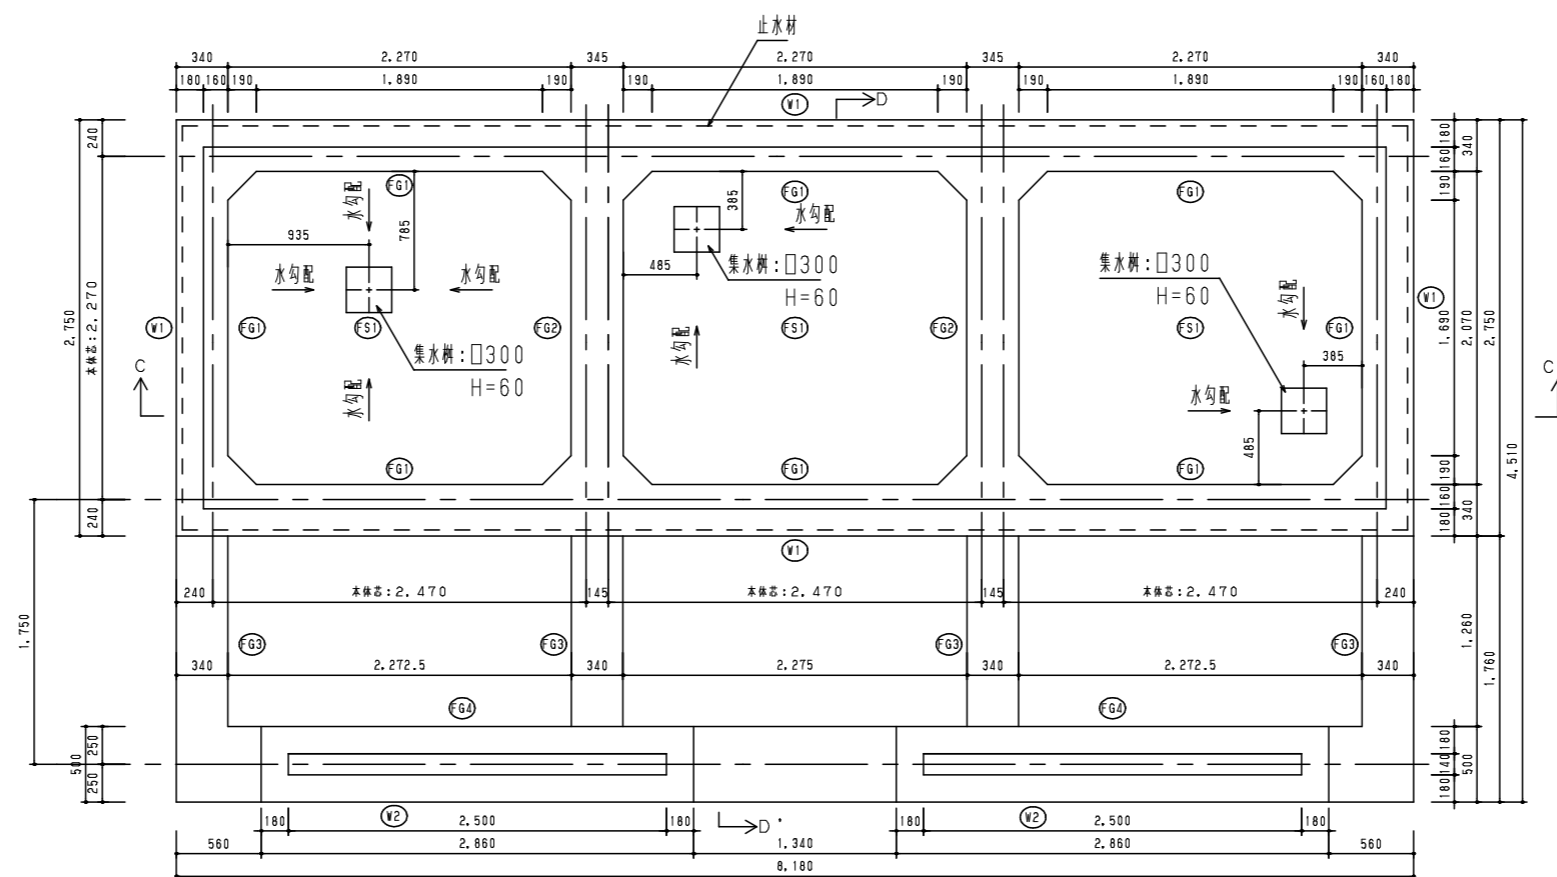 止水材
340 2,270 345 2,270 345 2,270 340
180 160 190 1,890 190 190 1,890 190 190 1,890 190 160 180
W1 D
240 180 160 340 190
FG1 FG1 FG1
水勾配 785 385 水勾配
935 485
水勾配 水勾配
集水桝：□300
H=60
集水桝：□300
H=60
水勾配
2,750 本体芯：2,270 W1 FG1 FS1 FG2 水勾配 FS1 FG2 FS1 FG1 W1 1,690 2,070 2,750 4,510
集水桝：□300
H=60
385
C C
水勾配 水勾配 485
FG1 FG1 FG1
240 190 160 180 340
W1
240 本体芯：2,470 145 本体芯：2,470 145 本体芯：2,470 240
1,750 1,260 1,760
FG3 FG3 FG3 FG3
340 2,272.5 340 2,275 340 2,272.5 340
FG4 FG4
500 250 250 180 140 180 500
W2 W2
180 2,500 180 D 180 2,500 180
560 2,860 1,340 2,860 560
8,180